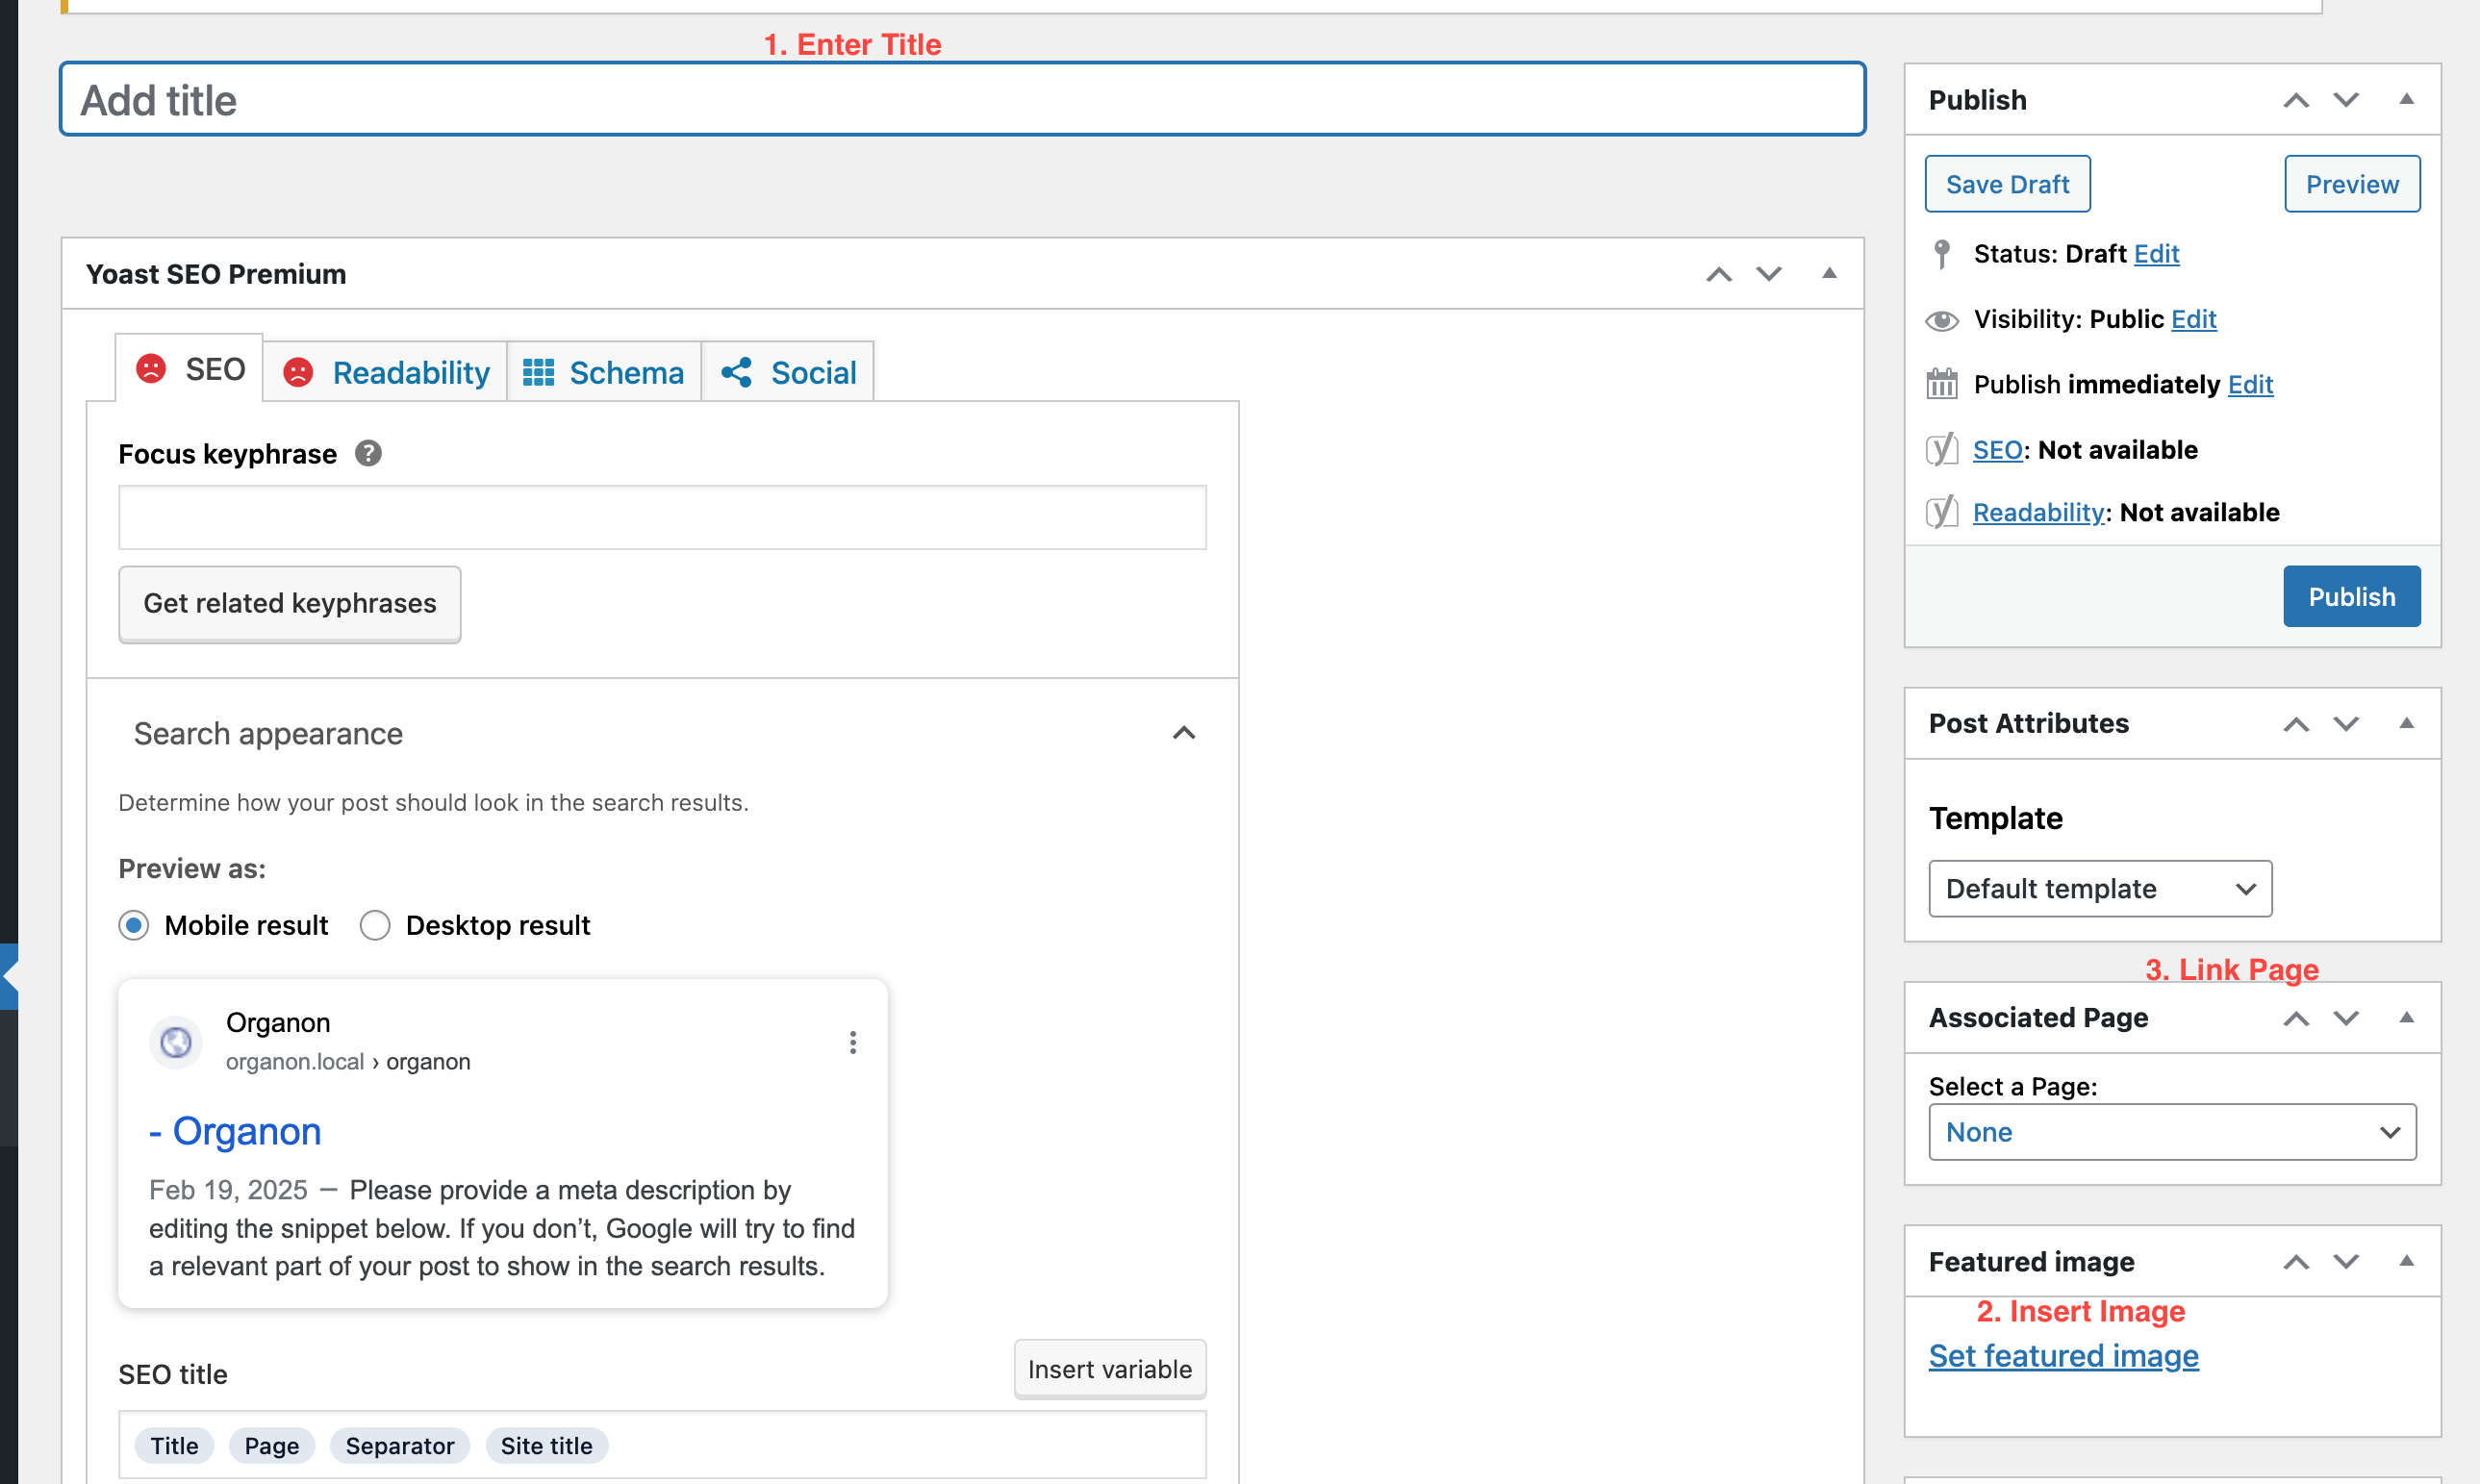 1. Enter Title
Add title
Yoast SEO Premium
SEO
Readability
Schema
Social
Focus keyphrase ?
Get related keyphrases
Search appearance
Determine how your post should look in the search results.
Preview as:
Mobile result
Desktop result
Organon
organon.local › organon
- Organon
Feb 19, 2025 — Please provide a meta description by
editing the snippet below. If you don’t, Google will try to find
a relevant part of your post to show in the search results.
SEO title
Insert variable
Title
Page
Separator
Site title
Publish
Save Draft
Preview
Status: Draft Edit
Visibility: Public Edit
Publish immediately Edit
SEO: Not available
Readability: Not available
Publish
Post Attributes
Template
Default template
3. Link Page
Associated Page
Select a Page:
None
Featured image
2. Insert Image
Set featured image